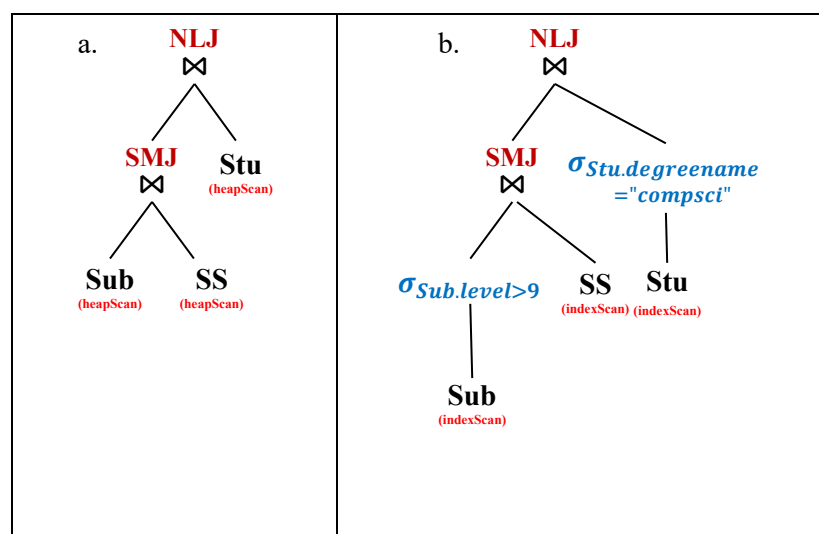 a.
NLJ
⋈
SMJ
⋈
Stu
(heapScan)
Sub
(heapScan)
SS
(heapScan)
b.
NLJ
⋈
SMJ
⋈
σStu.degreename
="compsci"
σSub.level>9
SS
(indexScan)
Stu
(indexScan)
Sub
(indexScan)